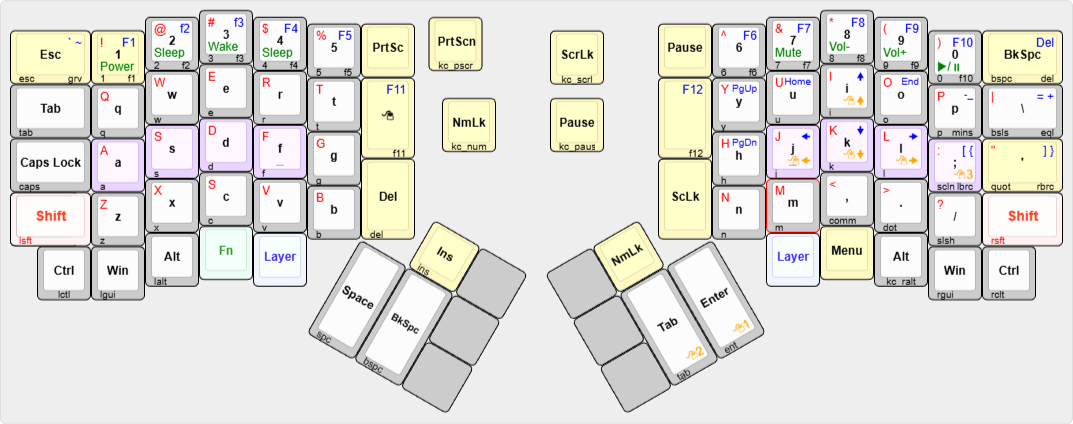 Esc ` ~
esc grv
! F1
1
Power
1 f1
@ f2
2
Sleep
2 f2
# f3
3
Wake
3 f3
$ F4
4
Sleep
4 f4
% F5
5
5 f5
PrtSc
PrtScn
kc_pscr
ScrLk
kc_scrl
Pause
^ F6
6
6 f6
& F7
7
Mute
7 f7
* F8
8
Vol-
8 f8
( F9
9
Vol+
9 f9
) F10
0
▶/⏸
0 f10
Del
BkSpc
bspc del
Tab
tab
Q
q
q
W
w
w
E
e
e
R
r
r
T
t
t
F11
f11
NmLk
kc_num
Pause
kc_paus
F12
f12
Y PgUp
y
y
U Home
u
u
I
i
i
O End
o
o
P - _
p
p mins
| = +
\
bsls eql
Caps Lock
caps
A
a
a
S
s
s
D
d
d
F
f
_
f
G
g
g
H PgDn
h
h
J
j
_
j
K
k
k
L
l
l
: [ {
;
3
scln lbrc
" ] }
'
quot rbrc
Shift
lsft
Z
z
z
X
x
x
C
c
c
V
v
v
B
b
b
Del
del
ScLk
N
n
n
M
m
m
<
,
comm
>
.
dot
?
/
slsh
Shift
rsft
Ctrl
lctl
Win
lgui
Alt
lalt
Fn
Layer
Layer
Menu
Alt
kc_ralt
Win
rgui
Ctrl
rclt
Ins
ins
Space
spc
BkSpc
bspc
NmLk
Tab
2
tab
Enter
1
ent